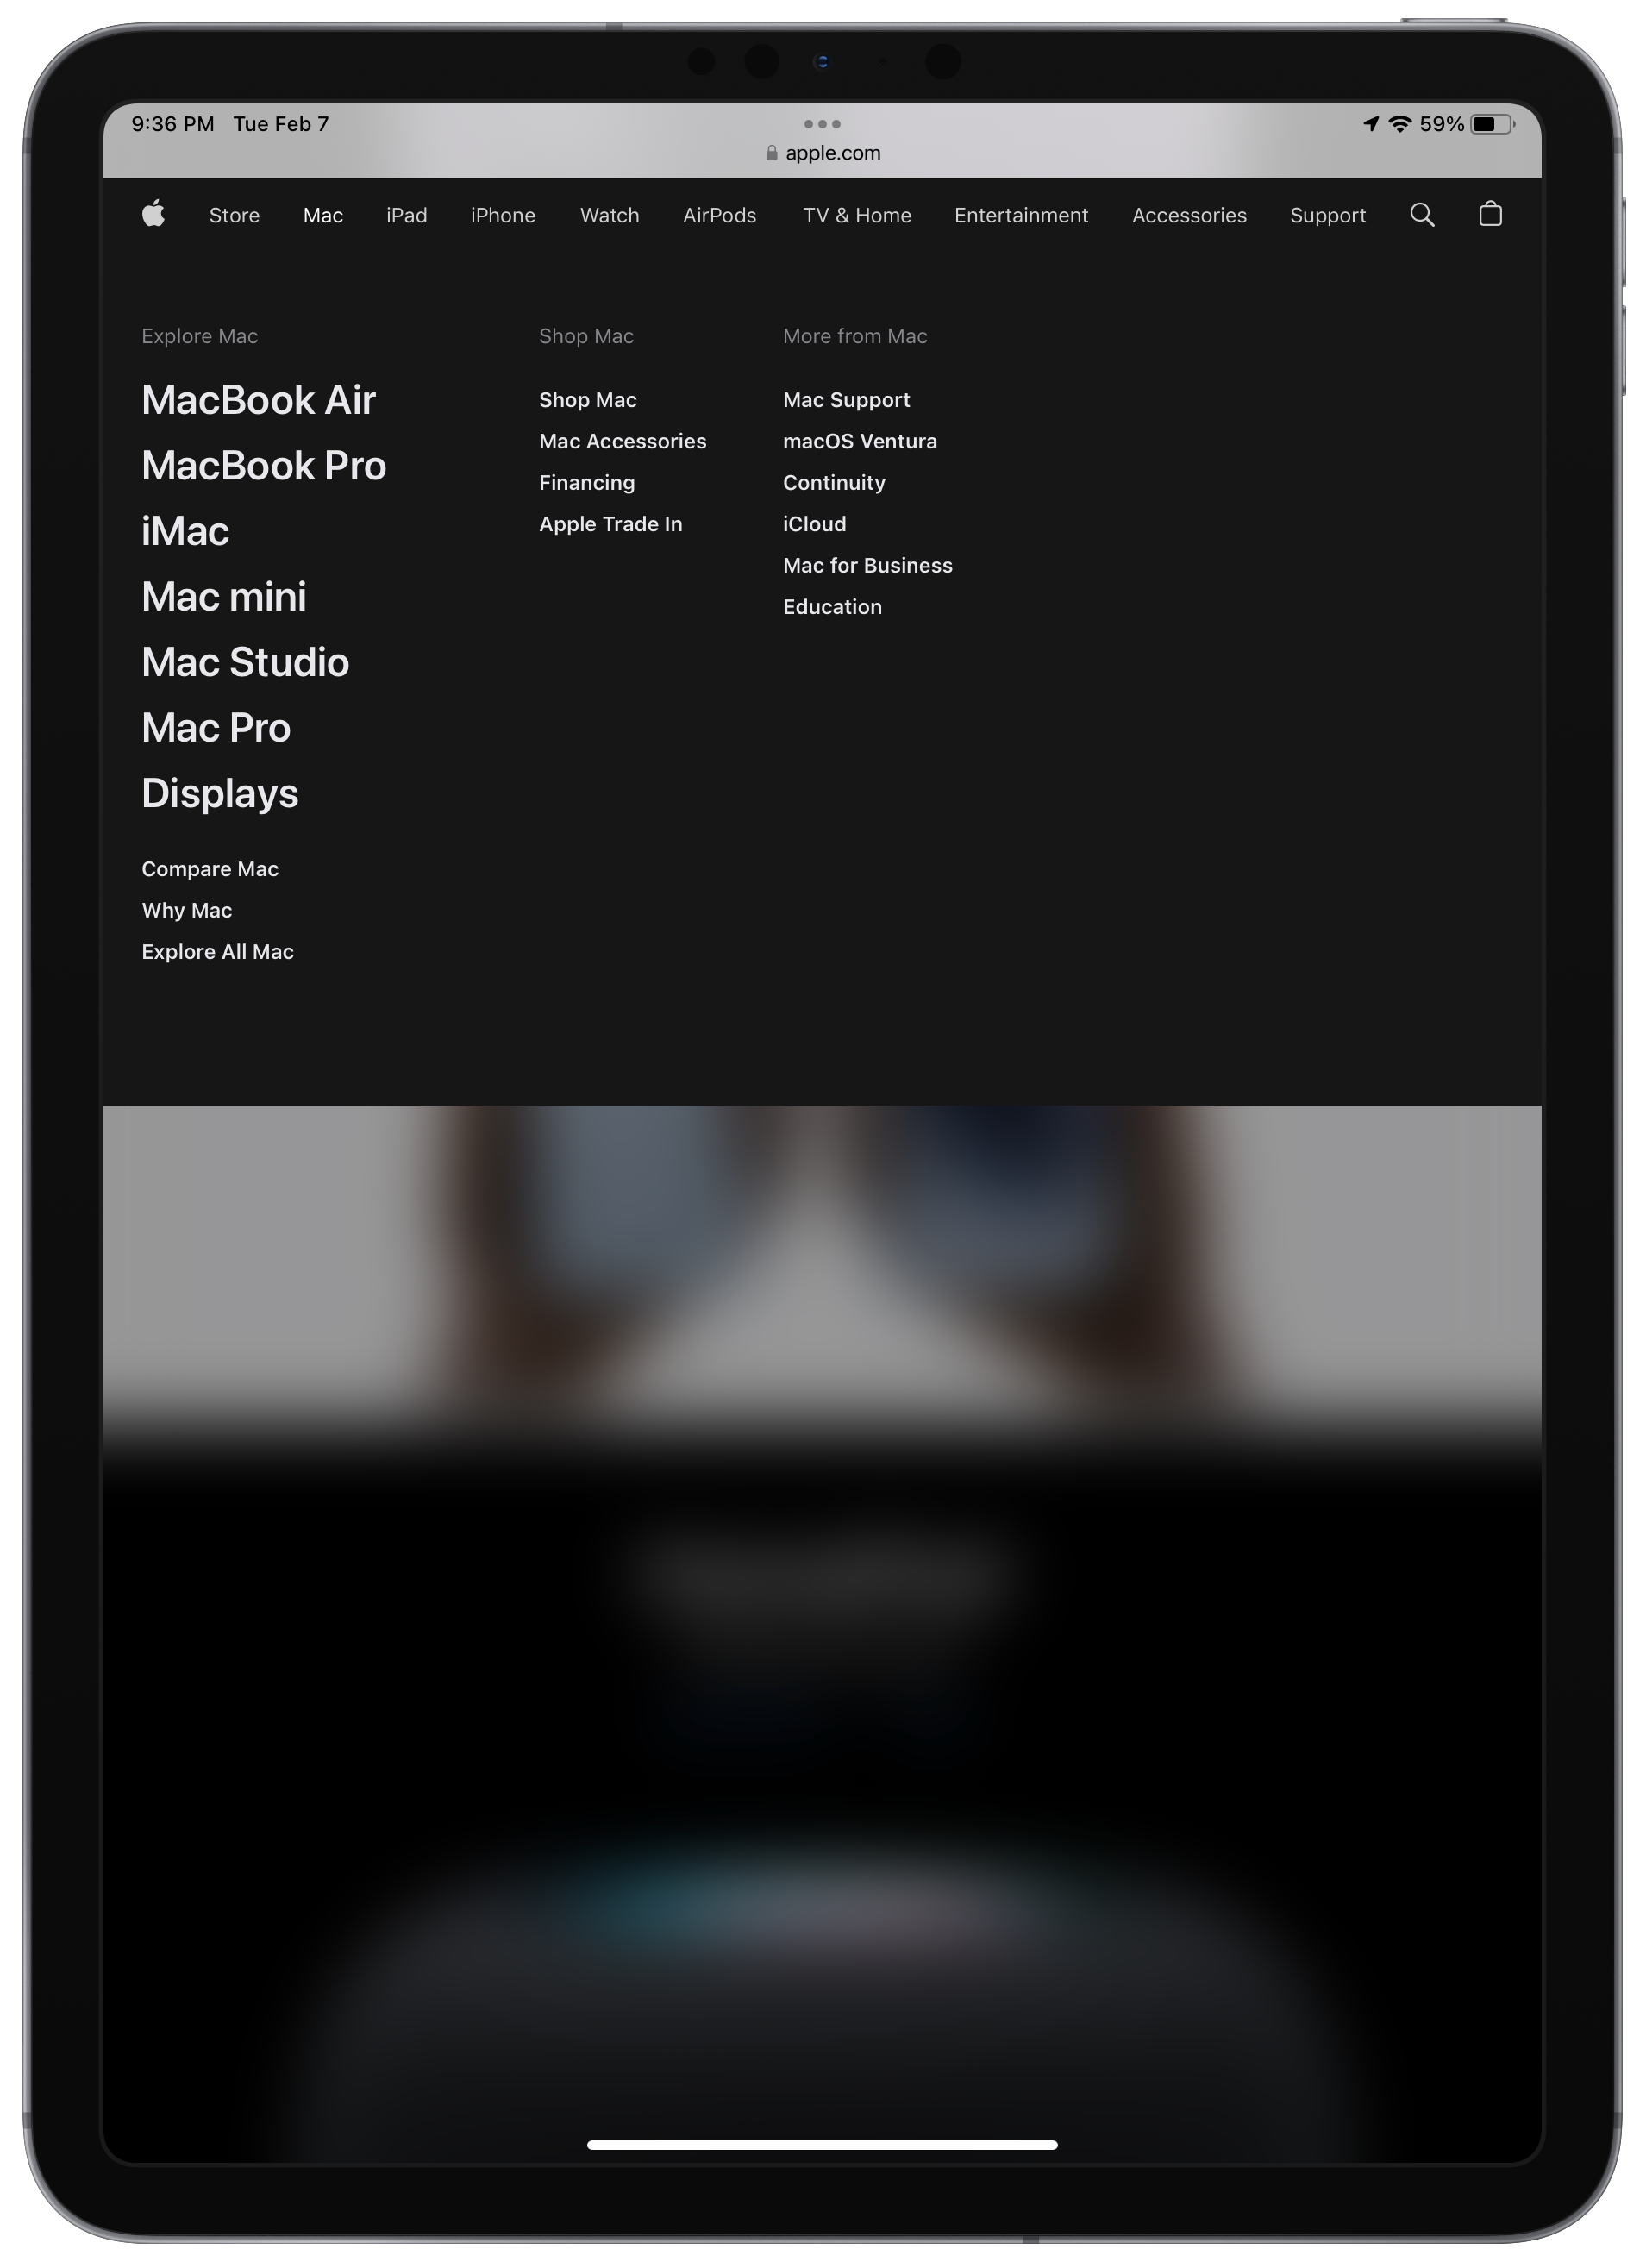 9:36 PM Tue Feb 7
59%
apple.com
Store Mac iPad iPhone Watch AirPods TV & Home Entertainment Accessories Support
Explore Mac
MacBook Air
MacBook Pro
iMac
Mac mini
Mac Studio
Mac Pro
Displays
Compare Mac
Why Mac
Explore All Mac
Shop Mac
Shop Mac
Mac Accessories
Financing
Apple Trade In
More from Mac
Mac Support
macOS Ventura
Continuity
iCloud
Mac for Business
Education